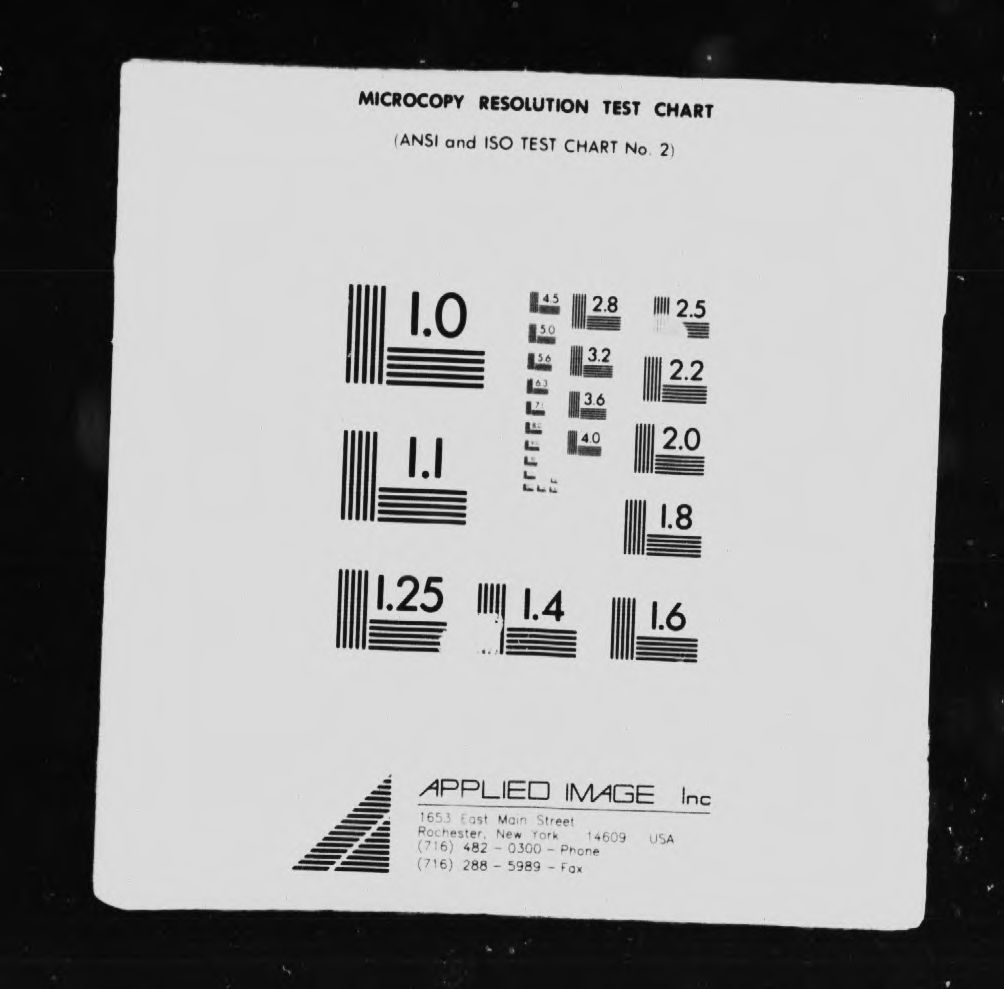 MICROCOPY RESOLUTION TEST CHART
(ANSI and ISO TEST CHART No. 2)
1.0
4.5
2.8
2.5
5.0
3.2
2.2
5.6
6.3
3.6
7.1
1.1
4.0
2.0
1.8
1.25
1.4
1.6
APPLIED IMAGE Inc
1653 East Main Street
Rochester, New York 14609 USA
(716) 482 - 0300 - Phone
(716) 288 - 5989 - Fax